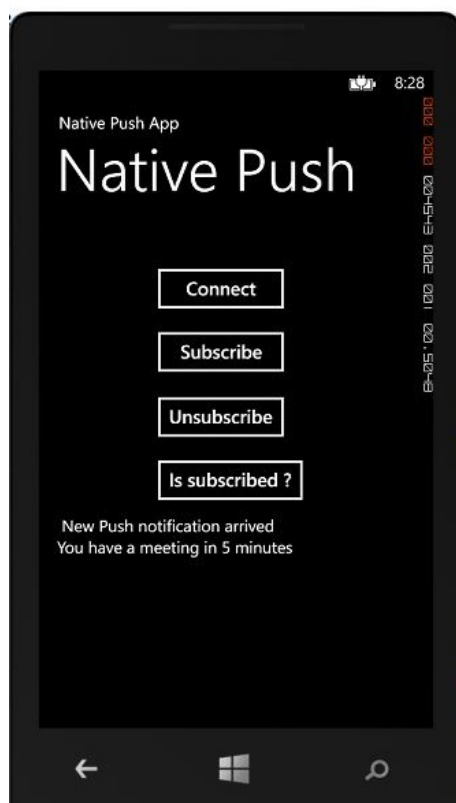 8:28
Native Push App
Native Push
Connect
Subscribe
Unsubscribe
Is subscribed ?
New Push notification arrived
You have a meeting in 5 minutes